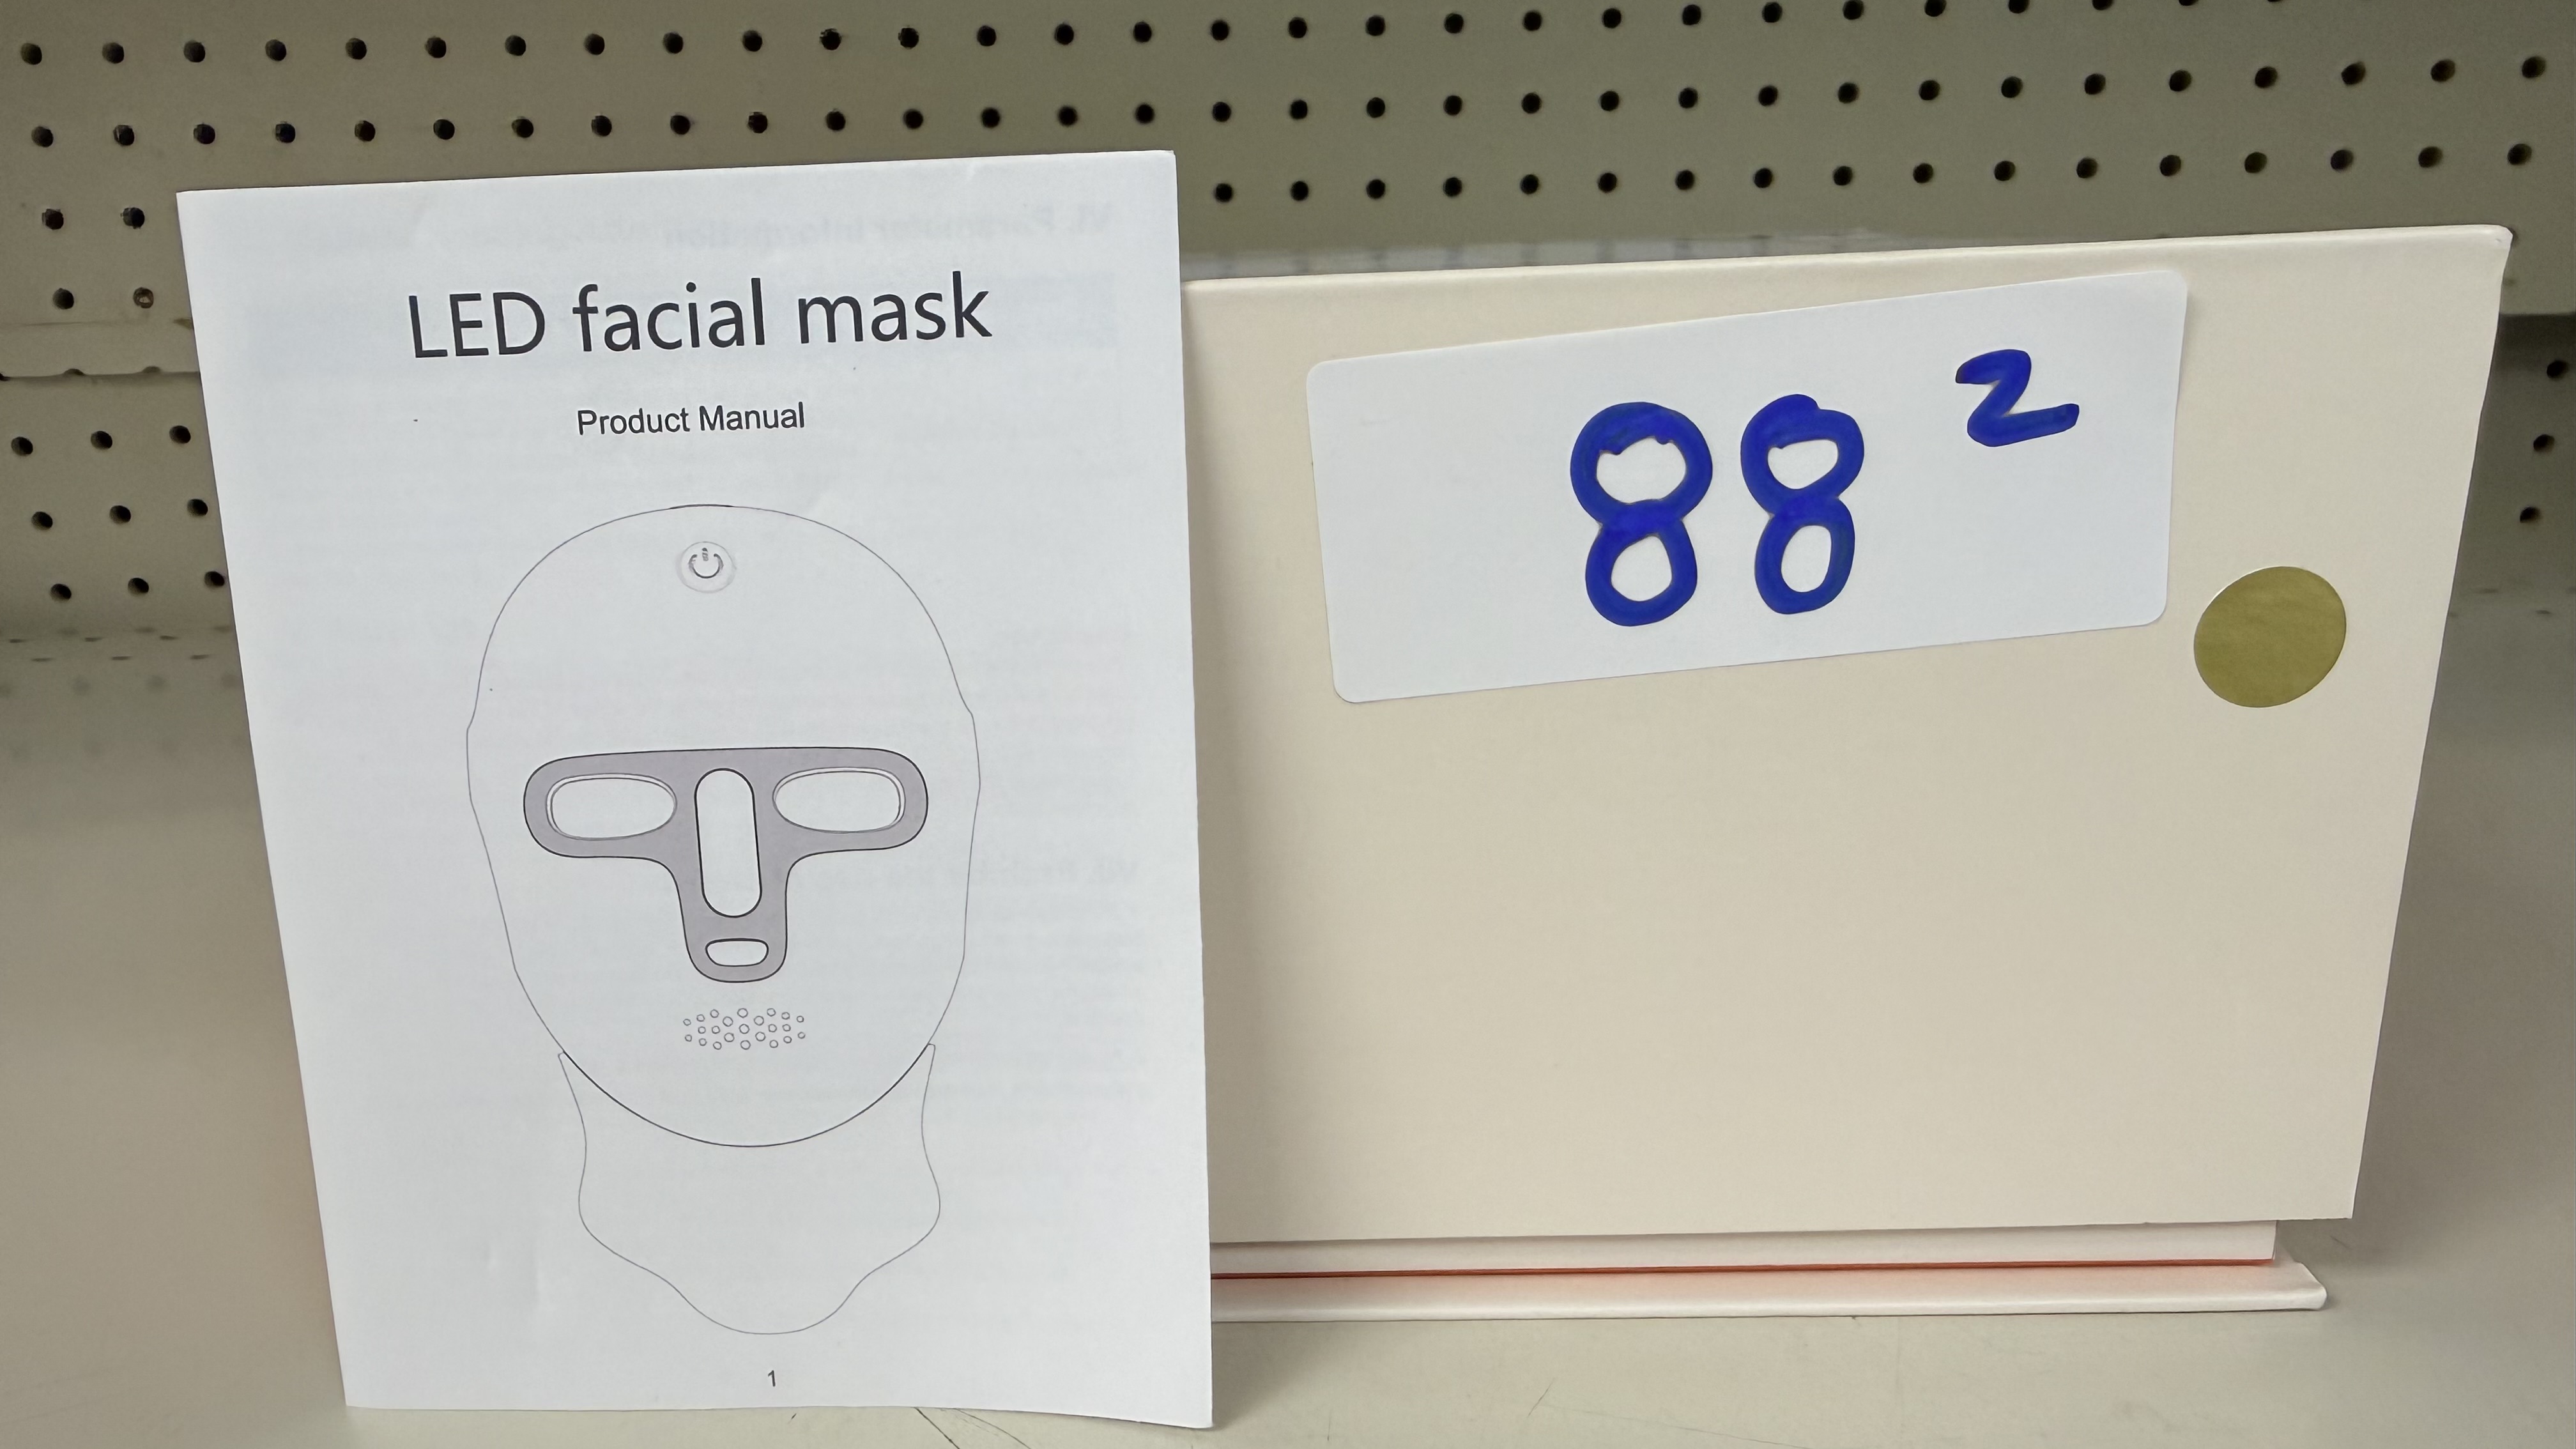 LED facial mask
Product Manual
1
88 2